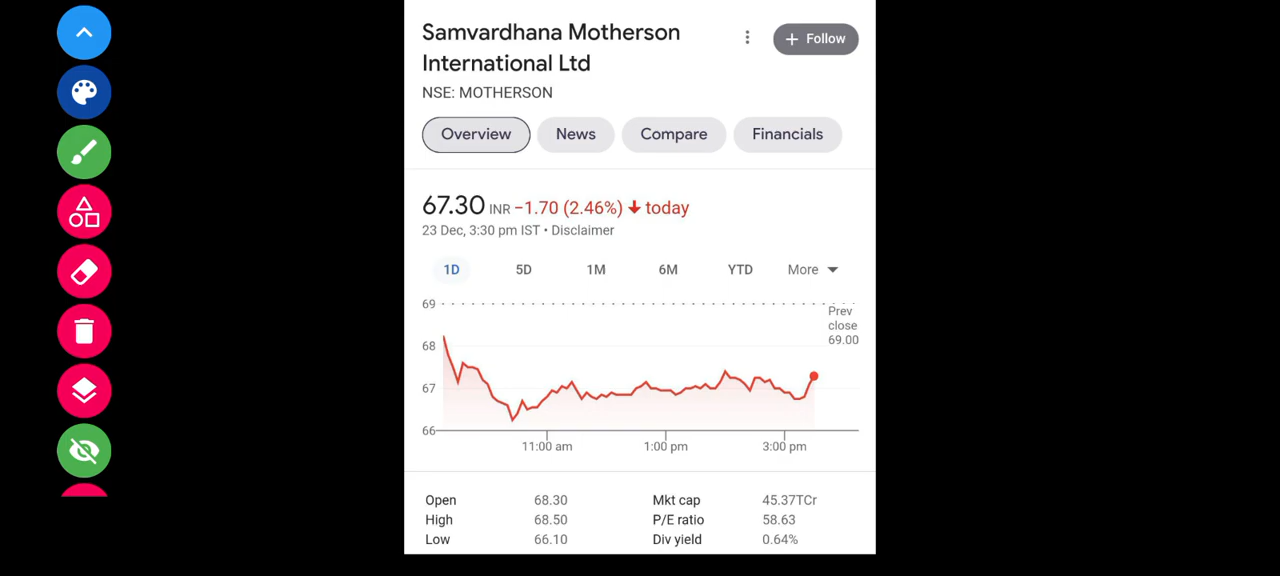 Samvardhana Motherson
International Ltd
+ Follow
NSE: MOTHERSON
Overview News Compare Financials
67.30 INR −1.70 (2.46%) ↓ today
23 Dec, 3:30 pm IST • Disclaimer
1D 5D 1M 6M YTD More
69
Prev
close
69.00
68
67
66
11:00 am 1:00 pm 3:00 pm
Open 68.30 Mkt cap 45.37TCr
High 68.50 P/E ratio 58.63
Low 66.10 Div yield 0.64%